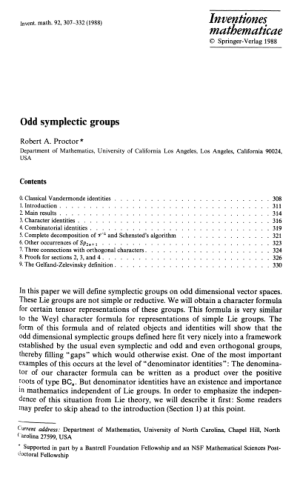 Invent. math. 92, 307-332 (1988)
Inventiones
mathematicae
© Springer-Verlag 1988
Odd symplectic groups
Robert A. Proctor*
Department of Mathematics, University of California Los Angeles, Los Angeles, California 90024,
USA
Contents
0. Classical Vandermonde identities . . . . . . . . . . . . . . . . . . . . 308
1. Introduction . . . . . . . . . . . . . . . . . . . . 311
2. Main results . . . . . . . . . . . . . . . . . . . . 314
3. Character identities . . . . . . . . . . . . . . . . . . . . 316
4. Combinatorial identities . . . . . . . . . . . . . . . . . . . . 319
5. Complete decomposition of 𝒯ᵏ and Schensted's algorithm . . . . . . . . . . 321
6. Other occurrences of Sp₂ₙ₊₁ . . . . . . . . . . . . . . . . . . . . 323
7. Three connections with orthogonal characters . . . . . . . . . . . . . . . . 324
8. Proofs for sections 2, 3, and 4 . . . . . . . . . . . . . . . . . . . . 326
9. The Gelfand-Zelevinsky definition . . . . . . . . . . . . . . . . . . . . 330
In this paper we will define symplectic groups on odd dimensional vector spaces.
These Lie groups are not simple or reductive. We will obtain a character formula
for certain tensor representations of these groups. This formula is very similar
to the Weyl character formula for representations of simple Lie groups. The
form of this formula and of related objects and identities will show that the
odd dimensional symplectic groups defined here fit very nicely into a framework
established by the usual even symplectic and odd and even orthogonal groups,
thereby filling "gaps" which would otherwise exist. One of the most important
examples of this occurs at the level of "denominator identities": The denomina-
tor of our character formula can be written as a product over the positive
roots of type BCₙ. But denominator identities have an existence and importance
in mathematics independent of Lie groups. In order to emphasize the indepen-
dence of this situation from Lie theory, we will describe it first: Some readers
may prefer to skip ahead to the introduction (Section 1) at this point.
Current address: Department of Mathematics, University of North Carolina, Chapel Hill, North
Carolina 27599, USA
* Supported in part by a Bantrell Foundation Fellowship and an NSF Mathematical Sciences Post-
doctoral Fellowship